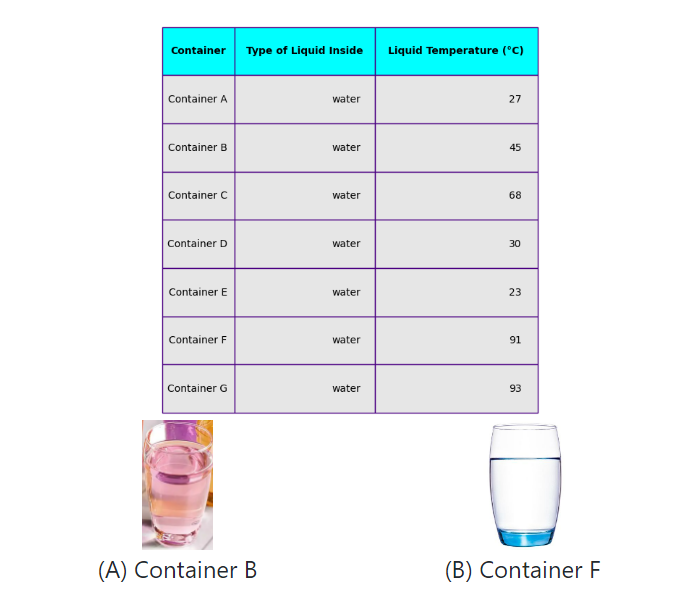 Container Type of Liquid Inside Liquid Temperature (°C)
Container A water 27
Container B water 45
Container C water 68
Container D water 30
Container E water 23
Container F water 91
Container G water 93
(A) Container B (B) Container F